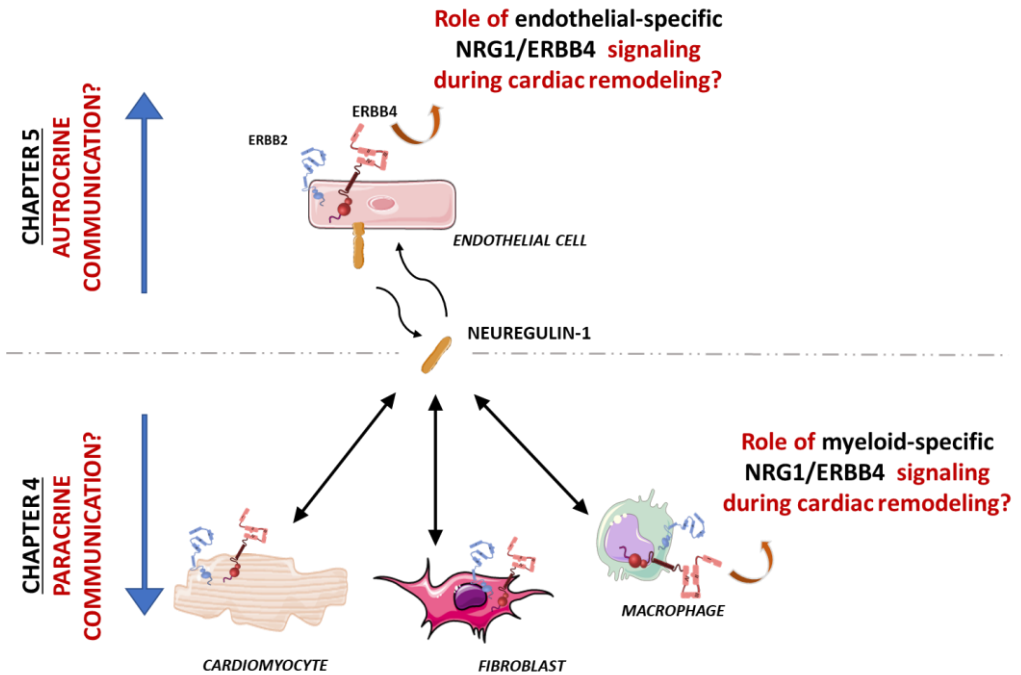 Role of endothelial-specific
NRG1/ERBB4 signaling
during cardiac remodeling?
CHAPTER 5
AUTROCRINE
COMMUNICATION?
ERBB4
ERBB2
ENDOTHELIAL CELL
NEUREGULIN-1
CHAPTER 4
PARACRINE
COMMUNICATION?
Role of myeloid-specific
NRG1/ERBB4 signaling
during cardiac remodeling?
MACROPHAGE
CARDIOMYOCYTE
FIBROBLAST